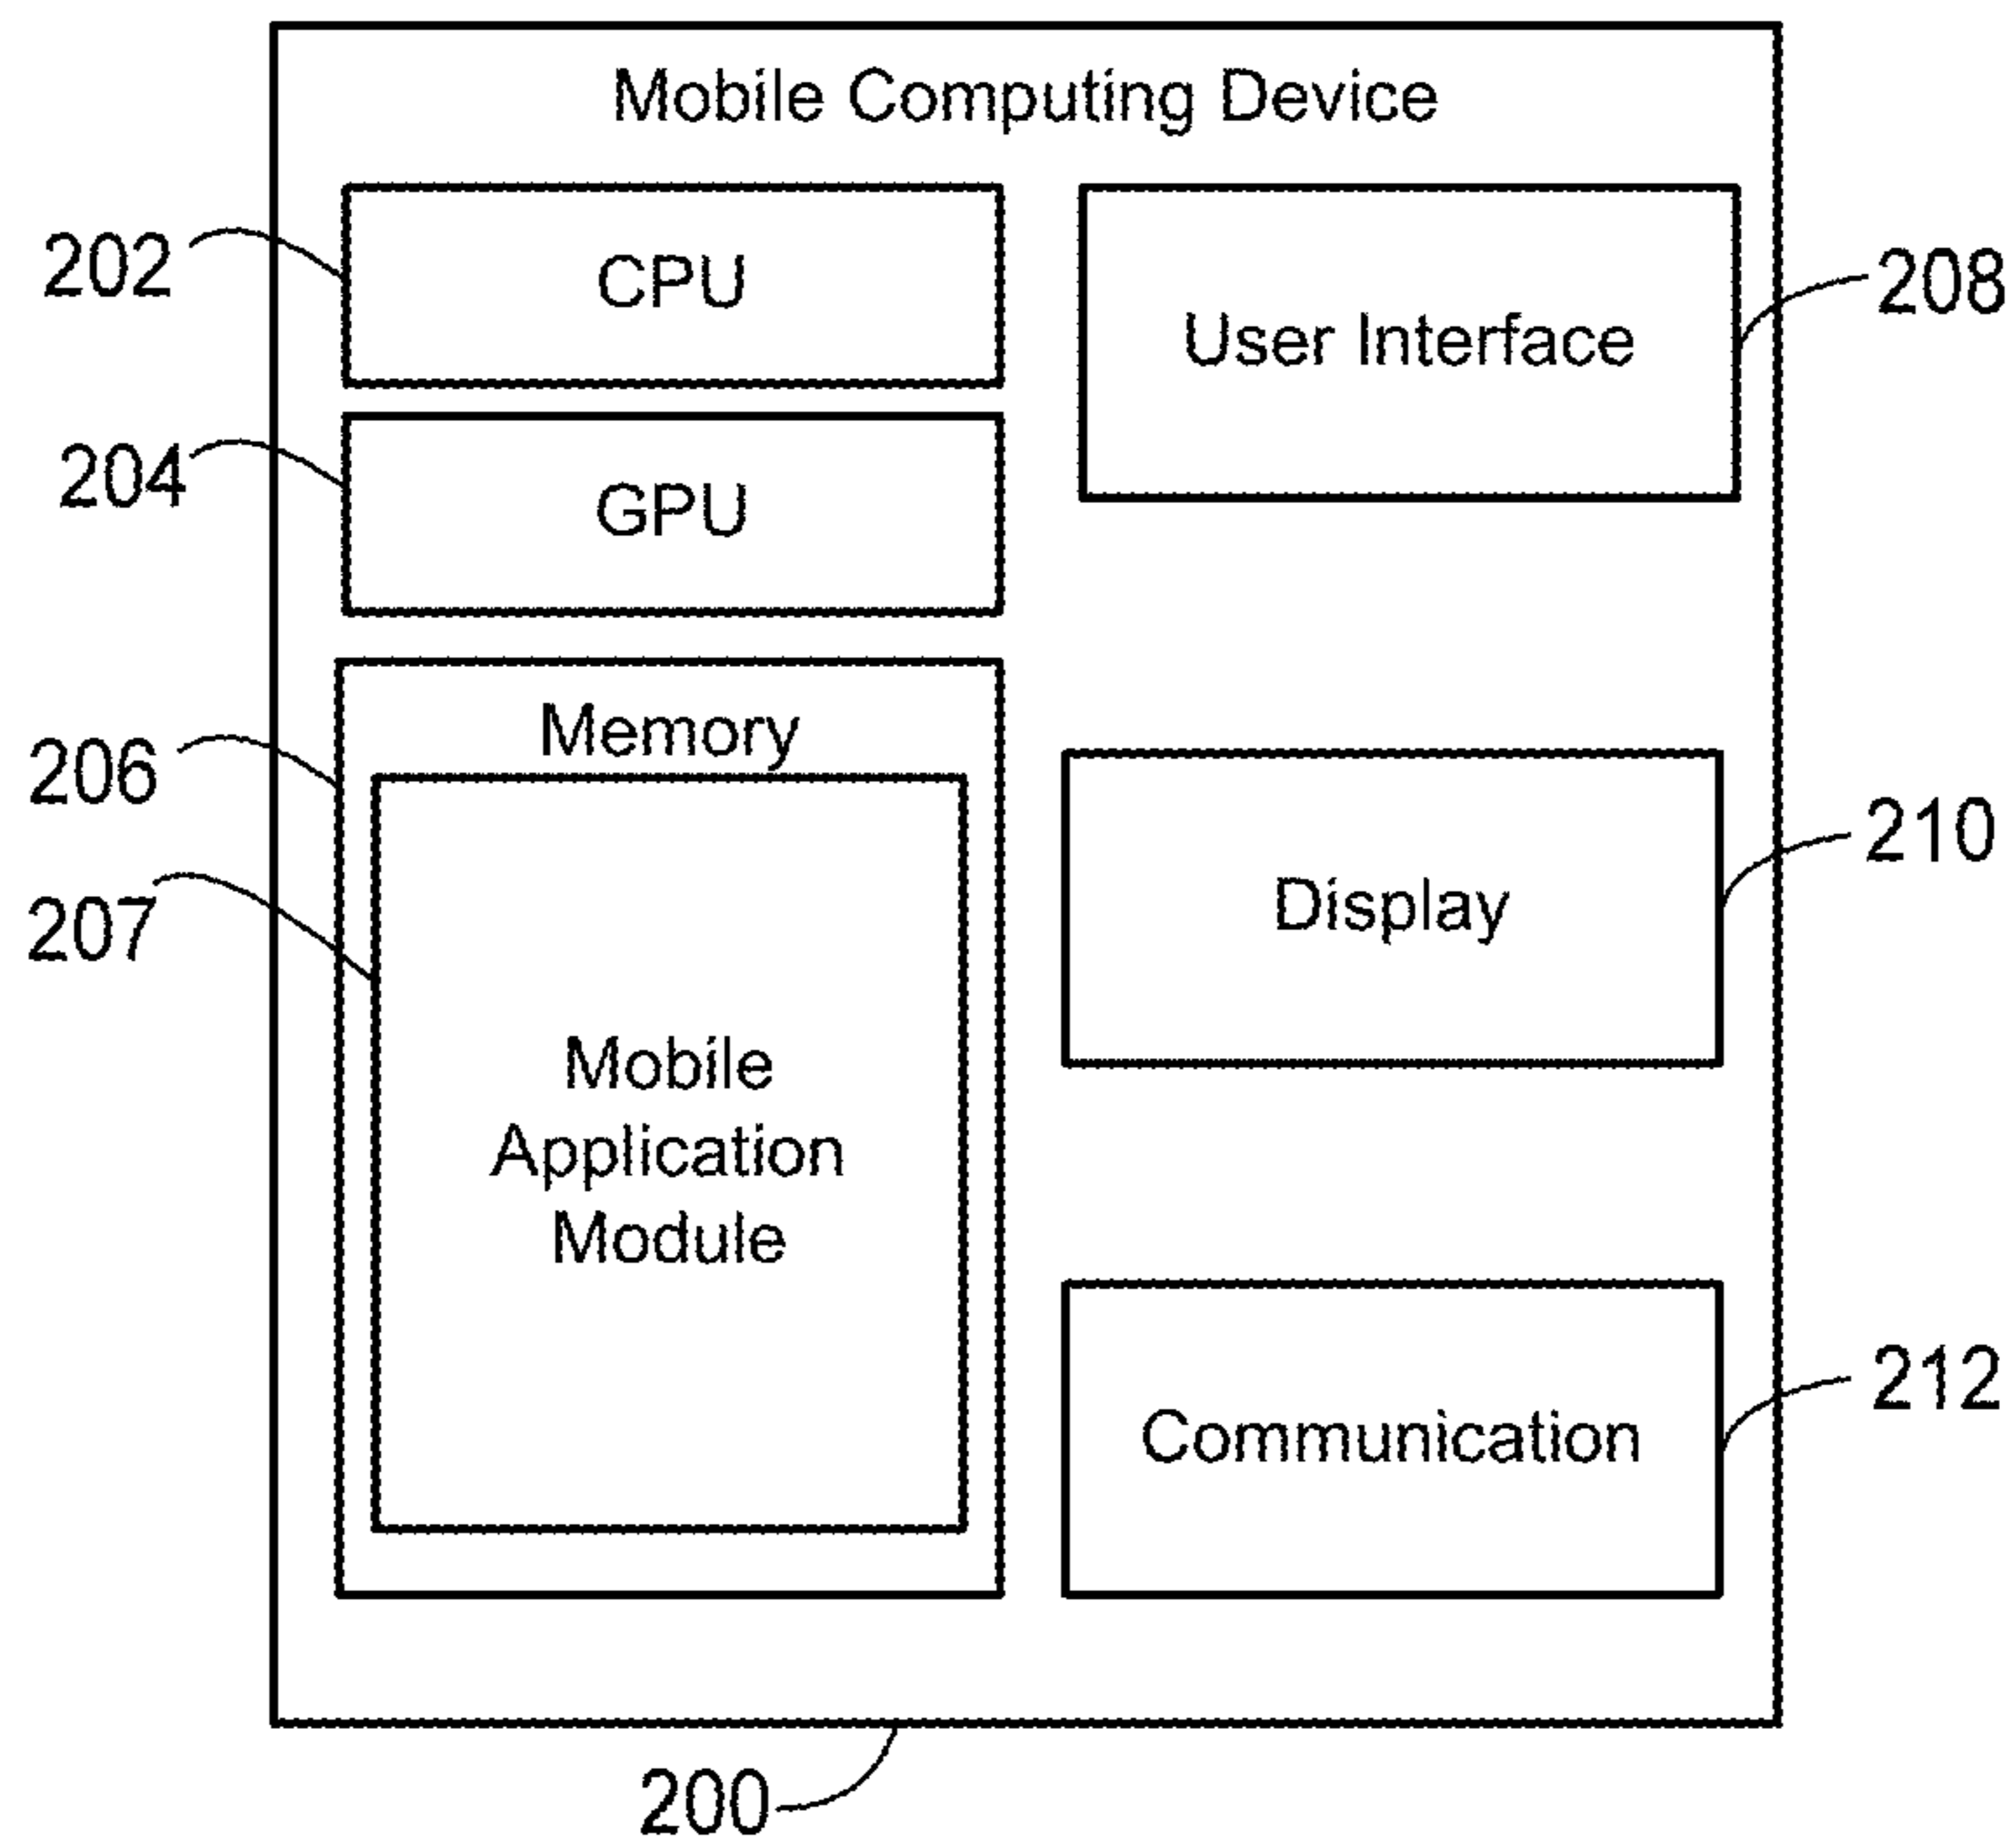 Mobile Computing Device
202
CPU
User Interface
208
204
GPU
206
Memory
207
Mobile
Application
Module
Display
210
Communication
212
200